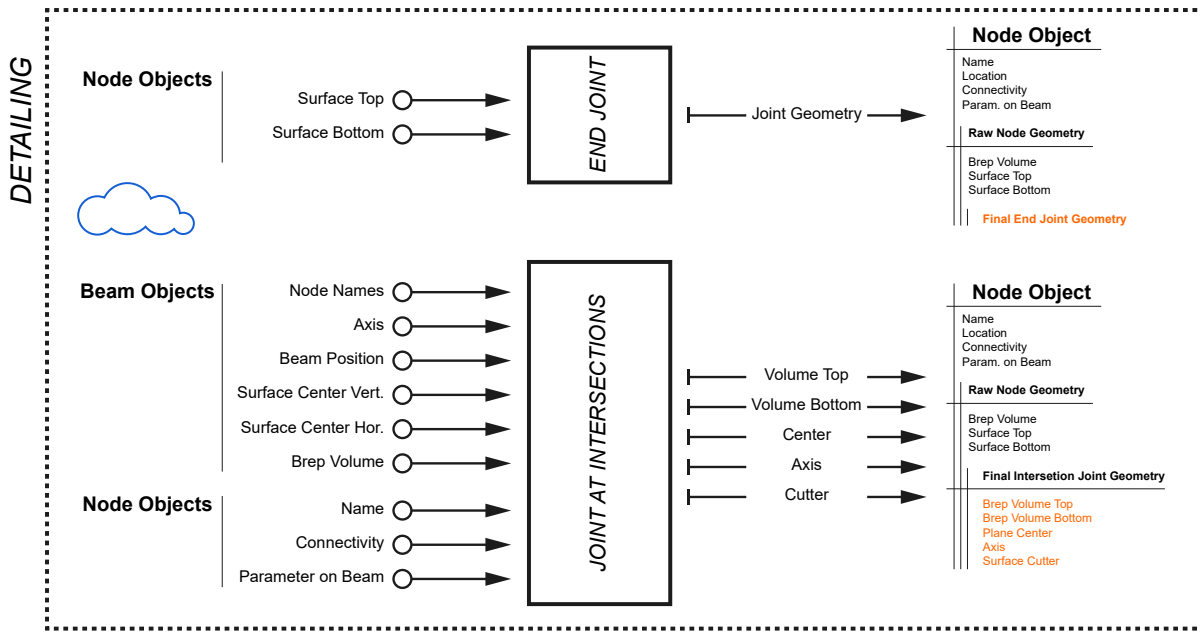 DETAILING
Node Objects
Surface Top
Surface Bottom
END JOINT
Joint Geometry
Node Object
Name
Location
Connectivity
Param. on Beam
Raw Node Geometry
Brep Volume
Surface Top
Surface Bottom
Final End Joint Geometry
Beam Objects
Node Names
Axis
Beam Position
Surface Center Vert.
Surface Center Hor.
Brep Volume
Node Objects
Name
Connectivity
Parameter on Beam
JOINT AT INTERSECTIONS
Volume Top
Volume Bottom
Center
Axis
Cutter
Node Object
Name
Location
Connectivity
Param. on Beam
Raw Node Geometry
Brep Volume
Surface Top
Surface Bottom
Final Intersetion Joint Geometry
Brep Volume Top
Brep Volume Bottom
Plane Center
Axis
Surface Cutter